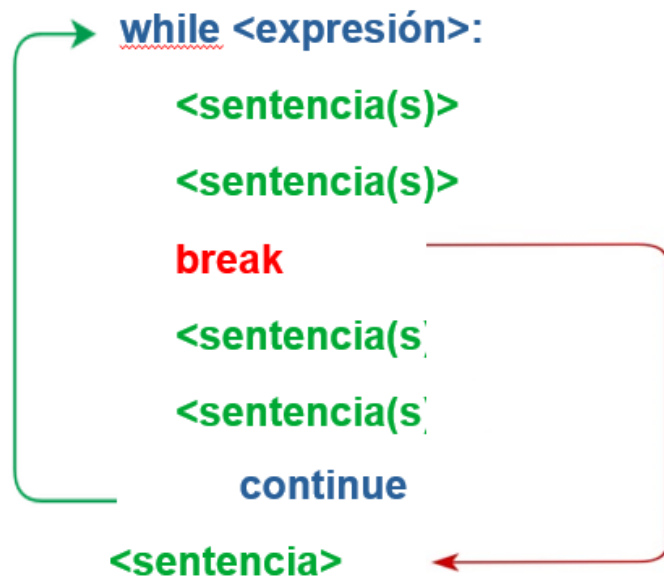 while <expresión>:
<sentencia(s)>
<sentencia(s)>
break
<sentencia(s)
<sentencia(s)
continue
<sentencia>